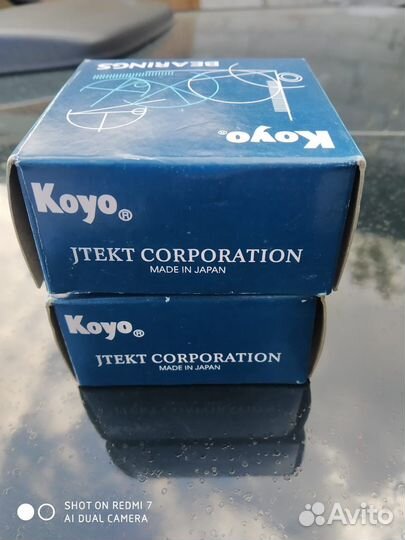 BEARINGS
Koyo
Koyo®
JTEKT CORPORATION
MADE IN JAPAN
Koyo®
JTEKT CORPORATION
MADE IN JAPAN
SHOT ON REDMI 7
AI DUAL CAMERA
Avito